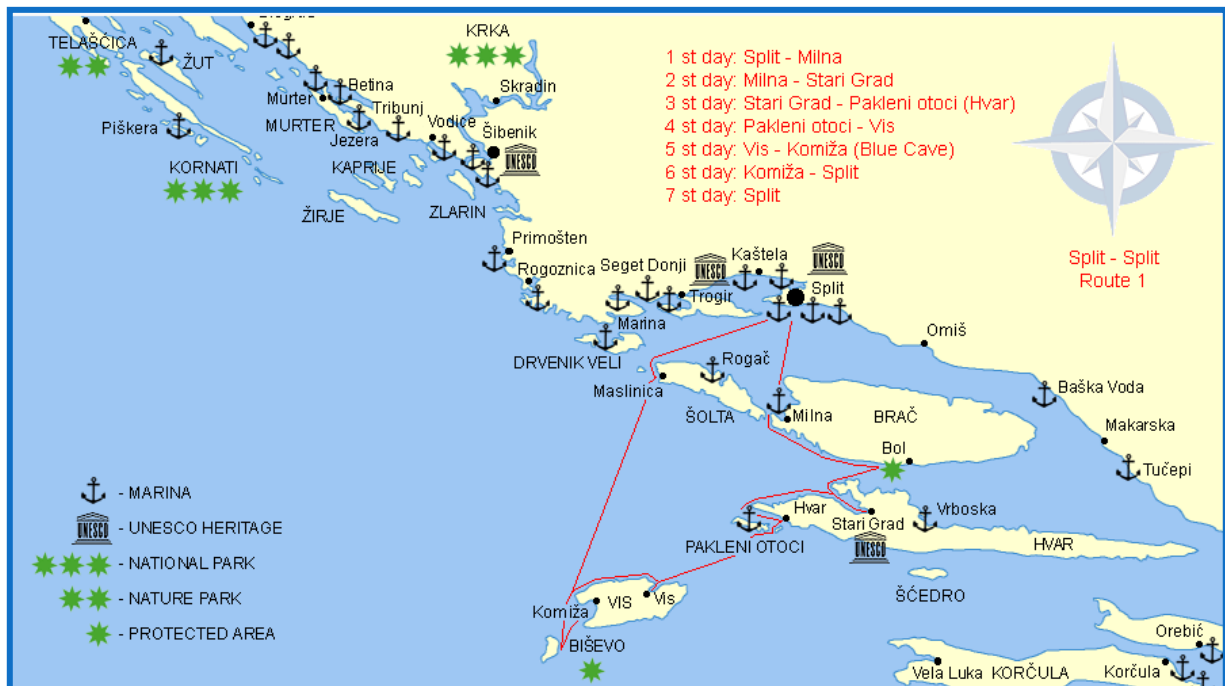 TELAŠĆICA
ŽUT
KRKA
Skradin
Betina
Murter
Tribunj
MURTER
Jezera
Vodice
Šibenik
UNESCO
Piškera
KORNATI
KAPRIJE
ŽIRJE
ZLARIN
1 st day: Split - Milna
2 st day: Milna - Stari Grad
3 st day: Stari Grad - Pakleni otoci (Hvar)
4 st day: Pakleni otoci - Vis
5 st day: Vis - Komiža (Blue Cave)
6 st day: Komiža - Split
7 st day: Split
Split - Split
Route 1
Primošten
Rogoznica
Seget Donji
UNESCO
Kaštela
UNESCO
Trogir
Split
Marina
DRVENIK VELI
Omiš
Rogač
Maslinica
ŠOLTA
Milna
BRAČ
Bol
Baška Voda
Makarska
Tučepi
Hvar
Stari Grad
Vrboska
PAKLENI OTOCI
UNESCO
HVAR
ŠĆEDRO
Komiža
VIS
Vis
BIŠEVO
Orebić
Vela Luka
KORČULA
Korčula
- MARINA
UNESCO
- UNESCO HERITAGE
- NATIONAL PARK
- NATURE PARK
- PROTECTED AREA